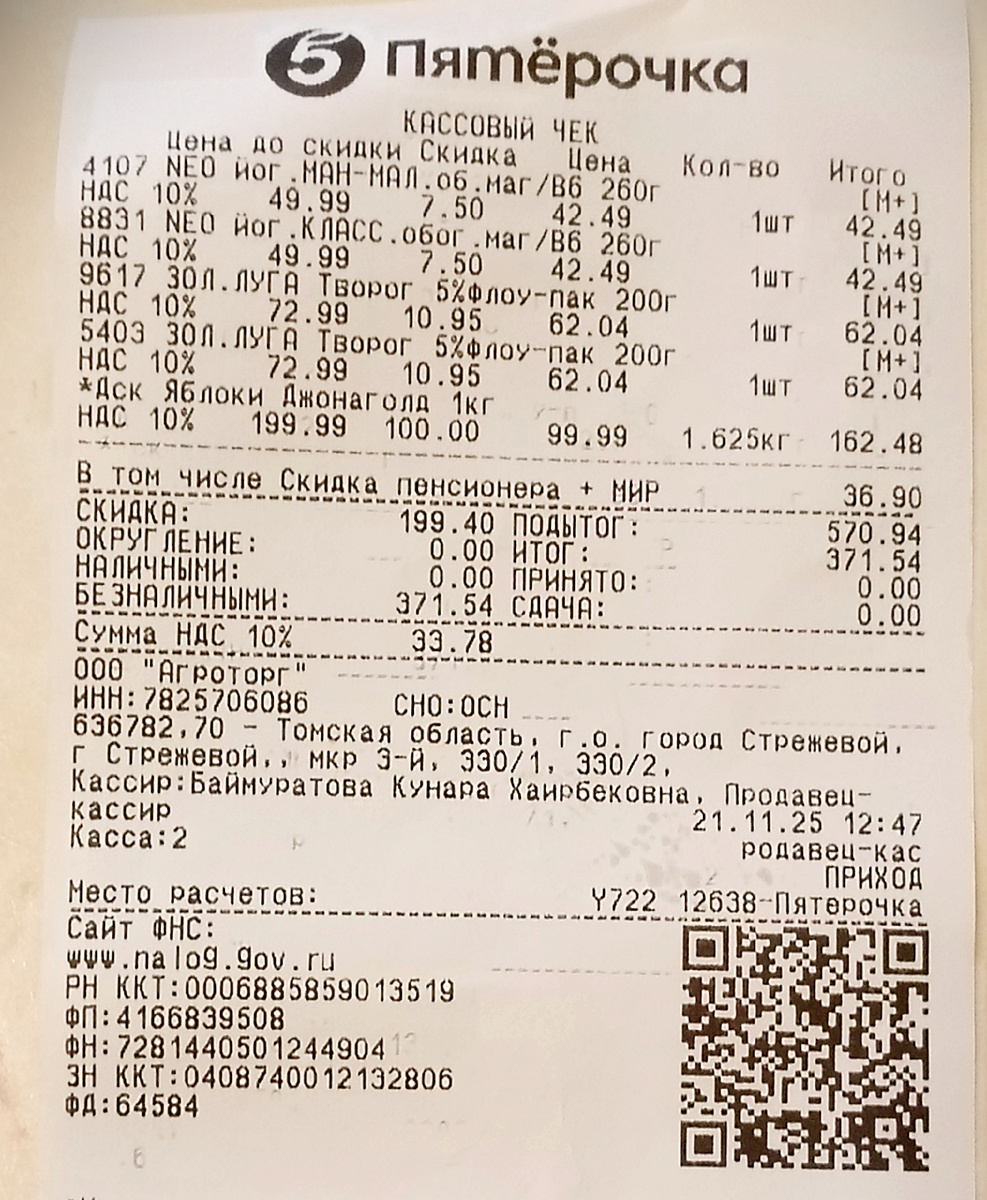 5 Пятёрочка
КАССОВЫЙ ЧЕК
Цена до скидки Скидка Цена Кол-во Итого
4107 NEO йог.МАН-МАЛ.об.маг/В6 260г [М+]
НДС 10% 49.99 7.50 42.49 1шт 42.49
8831 NEO йог.КЛАСС.обог.маг/В6 260г [М+]
НДС 10% 49.99 7.50 42.49 1шт 42.49
9617 ЗОЛ.ЛУГА Творог 5%флоу-пак 200г [М+]
НДС 10% 72.99 10.95 62.04 1шт 62.04
5403 ЗОЛ.ЛУГА Творог 5%флоу-пак 200г [М+]
НДС 10% 72.99 10.95 62.04 1шт 62.04
*Дск Яблоки Джонаголд 1кг
НДС 10% 199.99 100.00 99.99 1.625кг 162.48
В том числе Скидка пенсионера + МИР 36.90
СКИДКА: 199.40 ПОДЫТОГ: 570.94
ОКРУГЛЕНИЕ: 0.00 ИТОГ: 371.54
НАЛИЧНЫМИ: 0.00 ПРИНЯТО: 0.00
БЕЗНАЛИЧНЫМИ: 371.54 СДАЧА: 0.00
Сумма НДС 10% 33.78
ООО "Агроторг"
ИНН:7825706086 СНО:ОСН
636782,70 - Томская область, г.о. город Стрежевой,
г Стрежевой,, мкр 3-й, 330/1, 330/2,
Кассир:Баймуратова Кунара Хаирбековна, Продавец-
кассир 21.11.25 12:47
Касса:2 родавец-кас
ПРИХОД
Место расчетов: Y722 12638-Пятерочка
Сайт ФНС:
www.nalog.gov.ru
РН ККТ:0006885859013519
ФП:4166839508
ФН:7281440501244904
ЗН ККТ:0408740012132806
ФД:64584